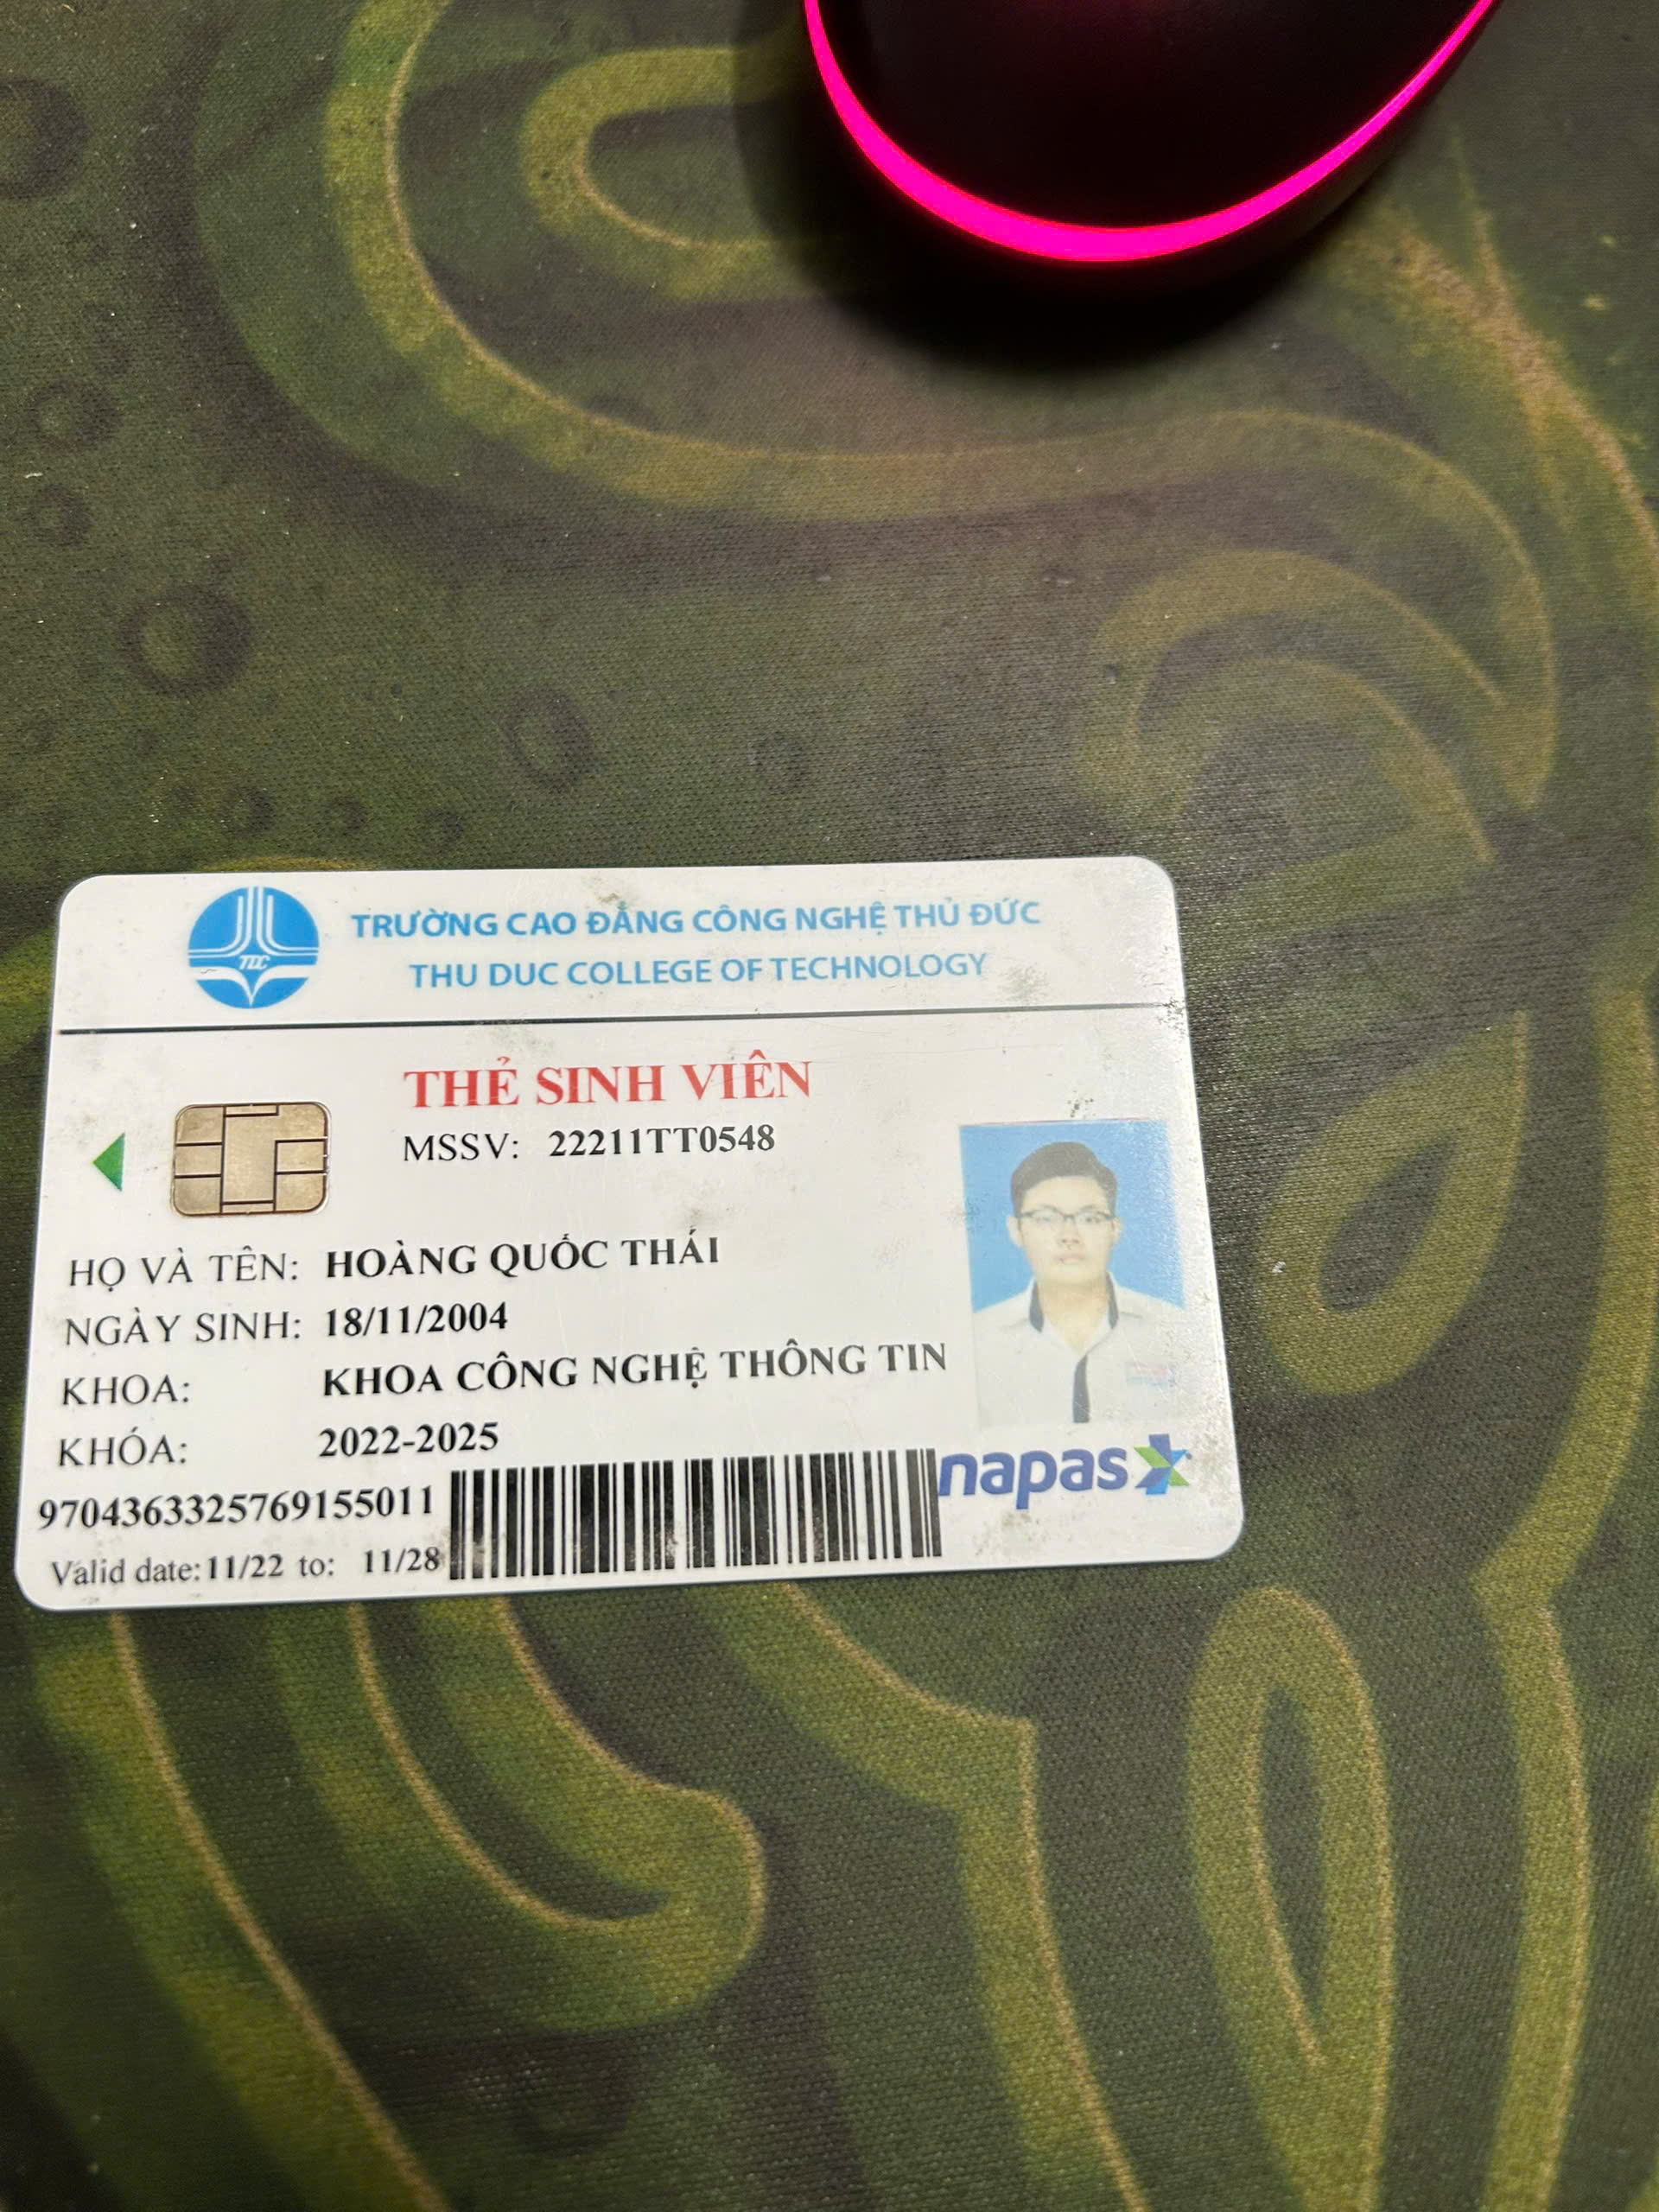 TRƯỜNG CAO ĐẲNG CÔNG NGHỆ THỦ ĐỨC
THU DUC COLLEGE OF TECHNOLOGY
TDC
THẺ SINH VIÊN
MSSV: 22211TT0548
HỌ VÀ TÊN: HOÀNG QUỐC THÁI
NGÀY SINH: 18/11/2004
KHOA: KHOA CÔNG NGHỆ THÔNG TIN
KHÓA: 2022-2025
9704363325769155011
napas
Valid date: 11/22 to: 11/28